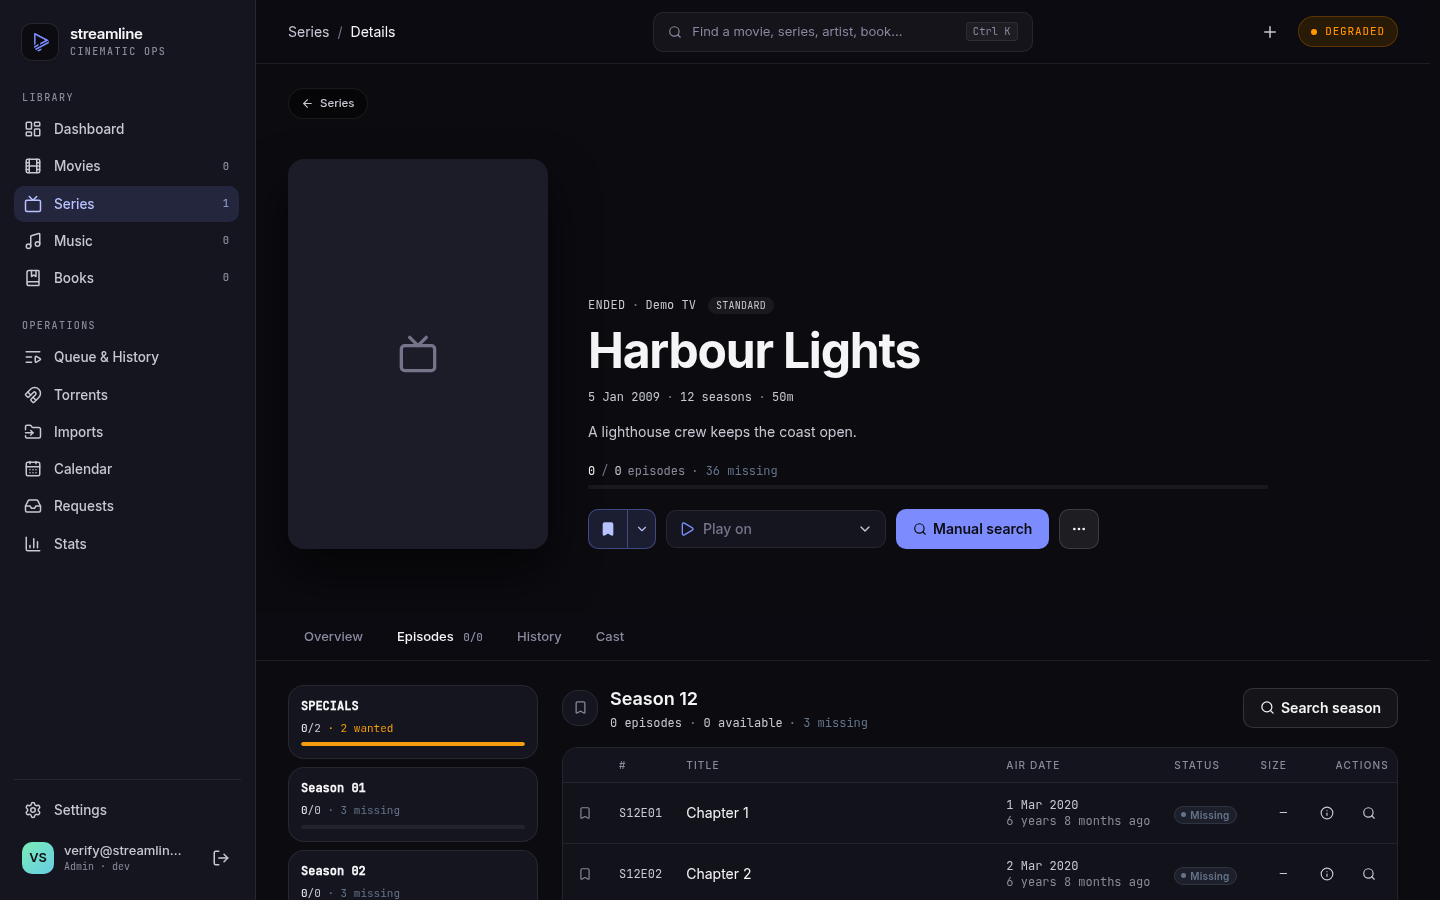 streamline
CINEMATIC OPS
Series / Details
Find a movie, series, artist, book...
Ctrl K
DEGRADED
LIBRARY
Dashboard
Movies 0
Series 1
Music 0
Books 0
OPERATIONS
Queue & History
Torrents
Imports
Calendar
Requests
Stats
Settings
VS
verify@streamlin...
Admin · dev
Series
ENDED · Demo TV STANDARD
Harbour Lights
5 Jan 2009 · 12 seasons · 50m
A lighthouse crew keeps the coast open.
0 / 0 episodes · 36 missing
Play on
Manual search
Overview Episodes 0/0 History Cast
SPECIALS
0/2 · 2 wanted
Season 01
0/0 · 3 missing
Season 02
0/0 · 3 missing
Season 12
0 episodes · 0 available · 3 missing
Search season
# TITLE AIR DATE STATUS SIZE ACTIONS
S12E01 Chapter 1 1 Mar 2020 Missing —
6 years 8 months ago
S12E02 Chapter 2 2 Mar 2020 Missing —
6 years 8 months ago